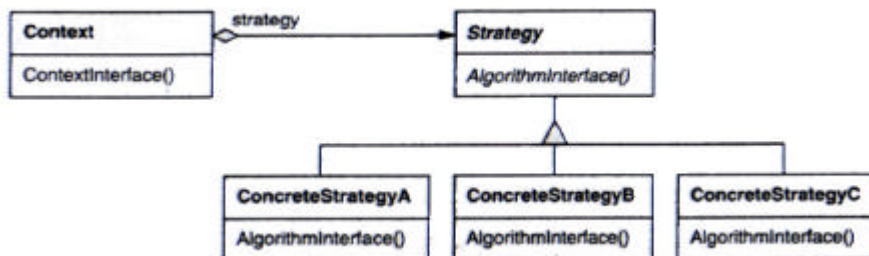 strategy
Context
Strategy
ContextInterface()
AlgorithmInterface()
ConcreteStrategyA
ConcreteStrategyB
ConcreteStrategyC
AlgorithmInterface()
AlgorithmInterface()
AlgorithmInterface()